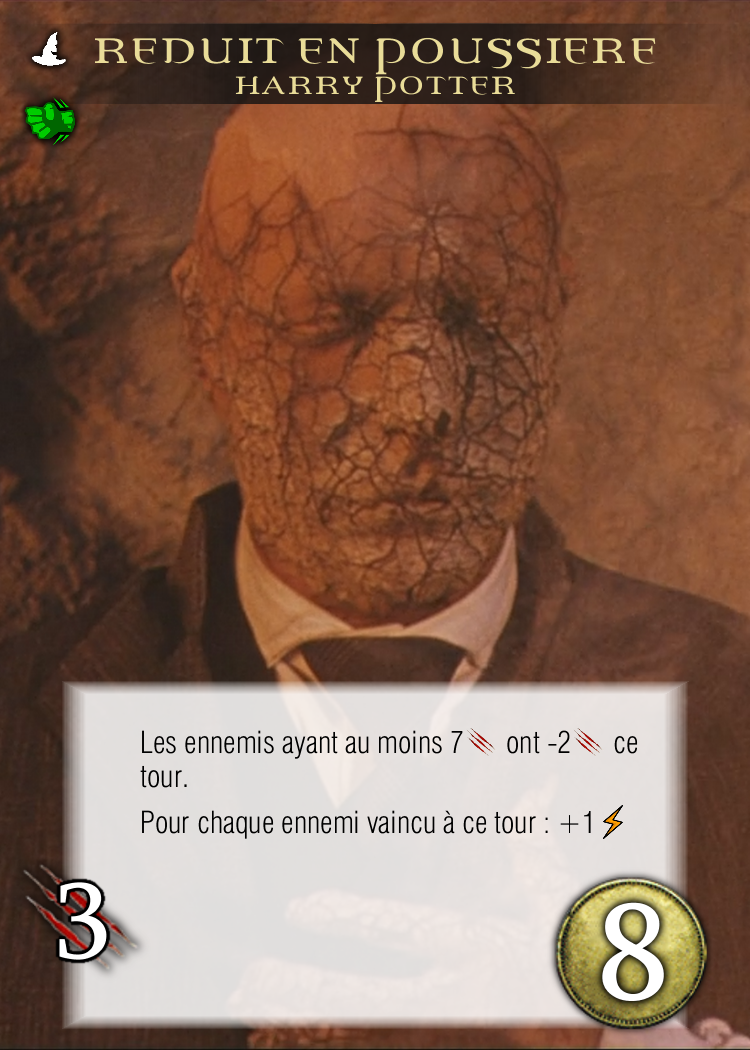 REDUIT EN POUSSIERE
HARRY POTTER
Les ennemis ayant au moins 7 ont -2 ce
tour.
Pour chaque ennemi vaincu à ce tour : +1
3
8